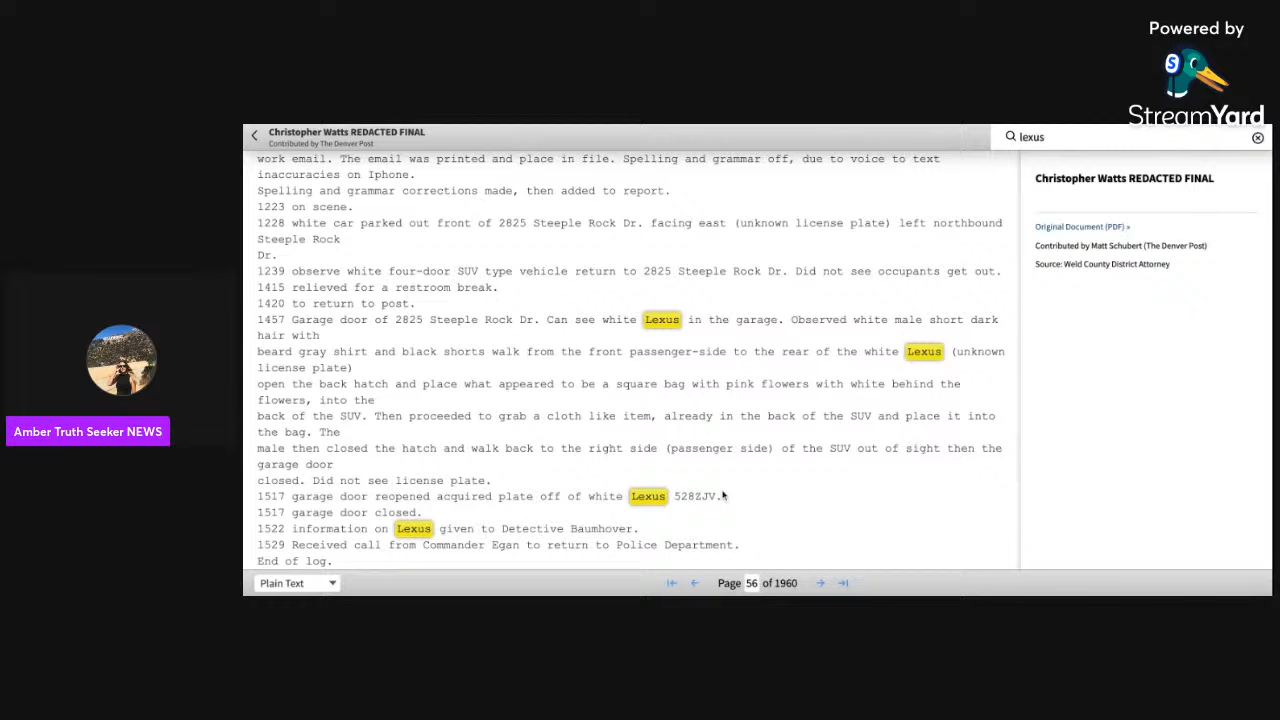 Powered by
StreamYard
Christopher Watts REDACTED FINAL
Contributed by The Denver Post
lexus
work email. The email was printed and place in file. Spelling and grammar off, due to voice to text
inaccuracies on Iphone.
Spelling and grammar corrections made, then added to report.
1223 on scene.
1228 white car parked out front of 2825 Steeple Rock Dr. facing east (unknown license plate) left northbound
Steeple Rock
Dr.
1239 observe white four-door SUV type vehicle return to 2825 Steeple Rock Dr. Did not see occupants get out.
1415 relieved for a restroom break.
1420 to return to post.
1457 Garage door of 2825 Steeple Rock Dr. Can see white Lexus in the garage. Observed white male short dark
hair with
beard gray shirt and black shorts walk from the front passenger-side to the rear of the white Lexus (unknown
license plate)
open the back hatch and place what appeared to be a square bag with pink flowers with white behind the
flowers, into the
back of the SUV. Then proceeded to grab a cloth like item, already in the back of the SUV and place it into
the bag. The
male then closed the hatch and walk back to the right side (passenger side) of the SUV out of sight then the
garage door
closed. Did not see license plate.
1517 garage door reopened acquired plate off of white Lexus 528ZJV.
1517 garage door closed.
1522 information on Lexus given to Detective Baumhover.
1529 Received call from Commander Egan to return to Police Department.
End of log.
Christopher Watts REDACTED FINAL
Original Document (PDF) »
Contributed by Matt Schubert (The Denver Post)
Source: Weld County District Attorney
Plain Text
Page 56 of 1960
Amber Truth Seeker NEWS